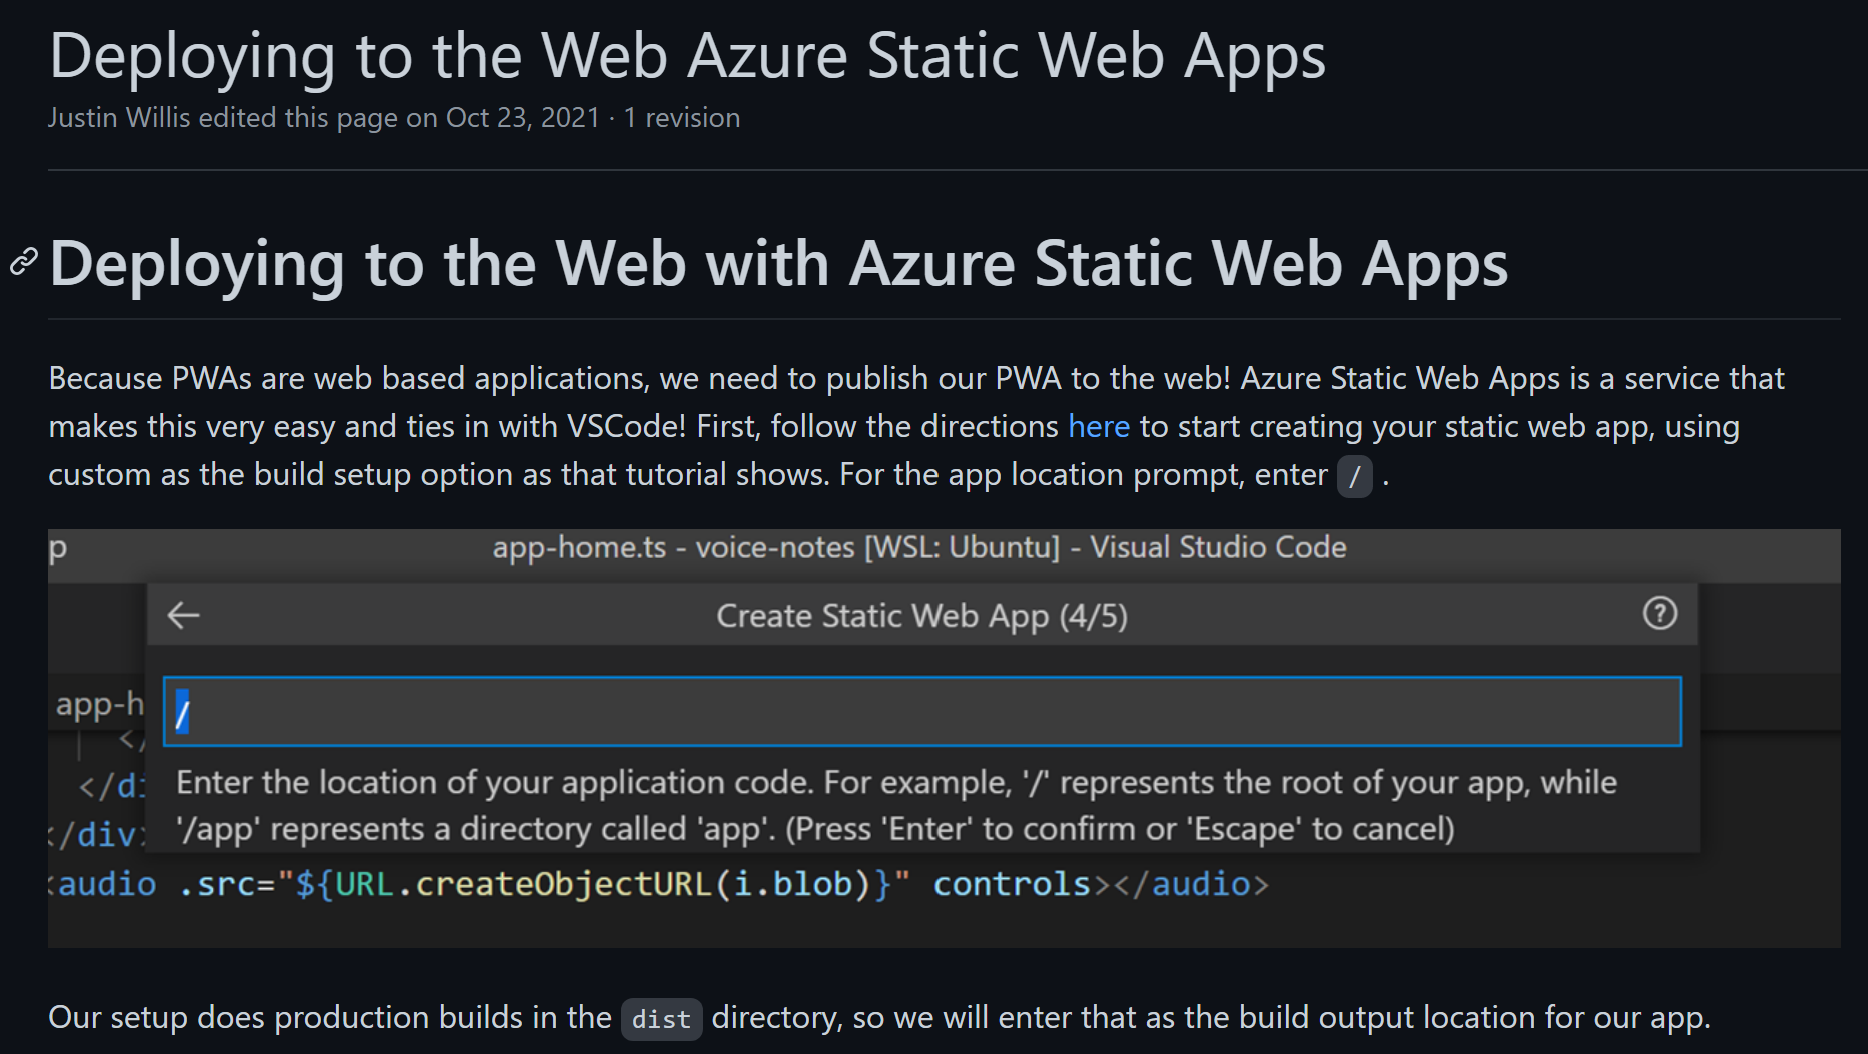 Deploying to the Web Azure Static Web Apps
Justin Willis edited this page on Oct 23, 2021 · 1 revision
Deploying to the Web with Azure Static Web Apps
Because PWAs are web based applications, we need to publish our PWA to the web! Azure Static Web Apps is a service that
makes this very easy and ties in with VSCode! First, follow the directions here to start creating your static web app, using
custom as the build setup option as that tutorial shows. For the app location prompt, enter / .
p app-home.ts - voice-notes [WSL: Ubuntu] - Visual Studio Code
Create Static Web App (4/5)
app-h
/
</
</di
Enter the location of your application code. For example, '/' represents the root of your app, while
</div>
'/app' represents a directory called 'app'. (Press 'Enter' to confirm or 'Escape' to cancel)
<audio .src="${URL.createObjectURL(i.blob)}" controls></audio>
Our setup does production builds in the dist directory, so we will enter that as the build output location for our app.